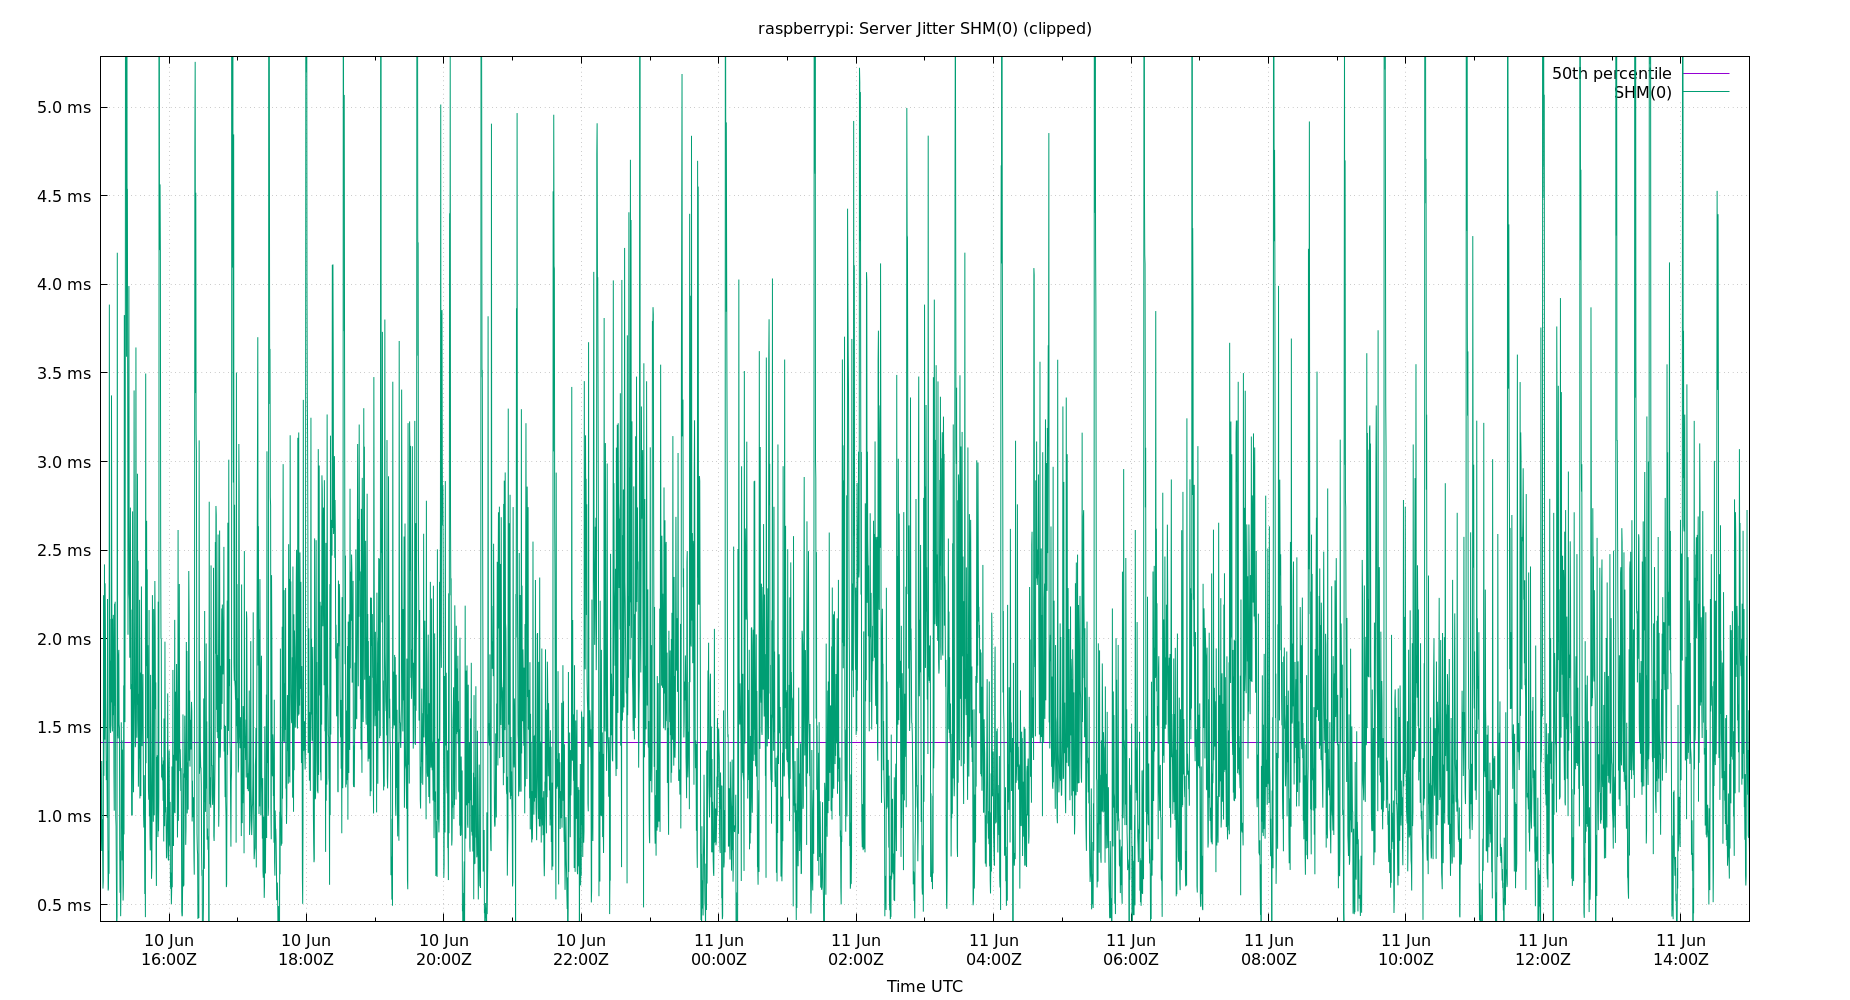 raspberrypi: Server Jitter SHM(0) (clipped)
50th percentile
SHM(0)
5.0 ms
4.5 ms
4.0 ms
3.5 ms
3.0 ms
2.5 ms
2.0 ms
1.5 ms
1.0 ms
0.5 ms
10 Jun 10 Jun 10 Jun 10 Jun 11 Jun 11 Jun 11 Jun 11 Jun 11 Jun 11 Jun 11 Jun 11 Jun
16:00Z 18:00Z 20:00Z 22:00Z 00:00Z 02:00Z 04:00Z 06:00Z 08:00Z 10:00Z 12:00Z 14:00Z
Time UTC